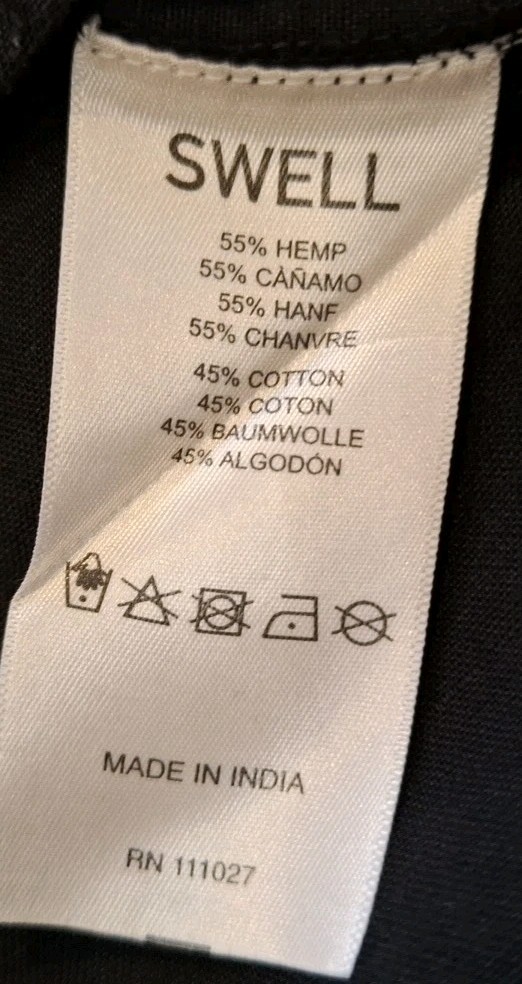 SWELL
55% HEMP
55% CÀÑAMO
55% HANF
55% CHANVRE
45% COTTON
45% COTON
45% BAUMWOLLE
45% ALGODÓN
MADE IN INDIA
RN 111027